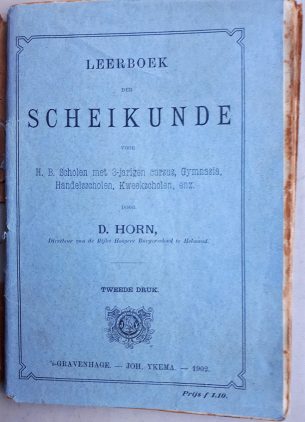 LEERBOEK
DER
SCHEIKUNDE
VOOR
H. B. Scholen met 3-jarigen cursus, Gymnasia,
Handelsscholen, Kweekscholen, enz.
DOOR
D. HORN,
Directeur van de Rijks Hoogere Burgerschool te Helmond.
TWEEDE DRUK.
'S-GRAVENHAGE. — JOH. YKEMA. — 1902.
Prijs f 1.10.